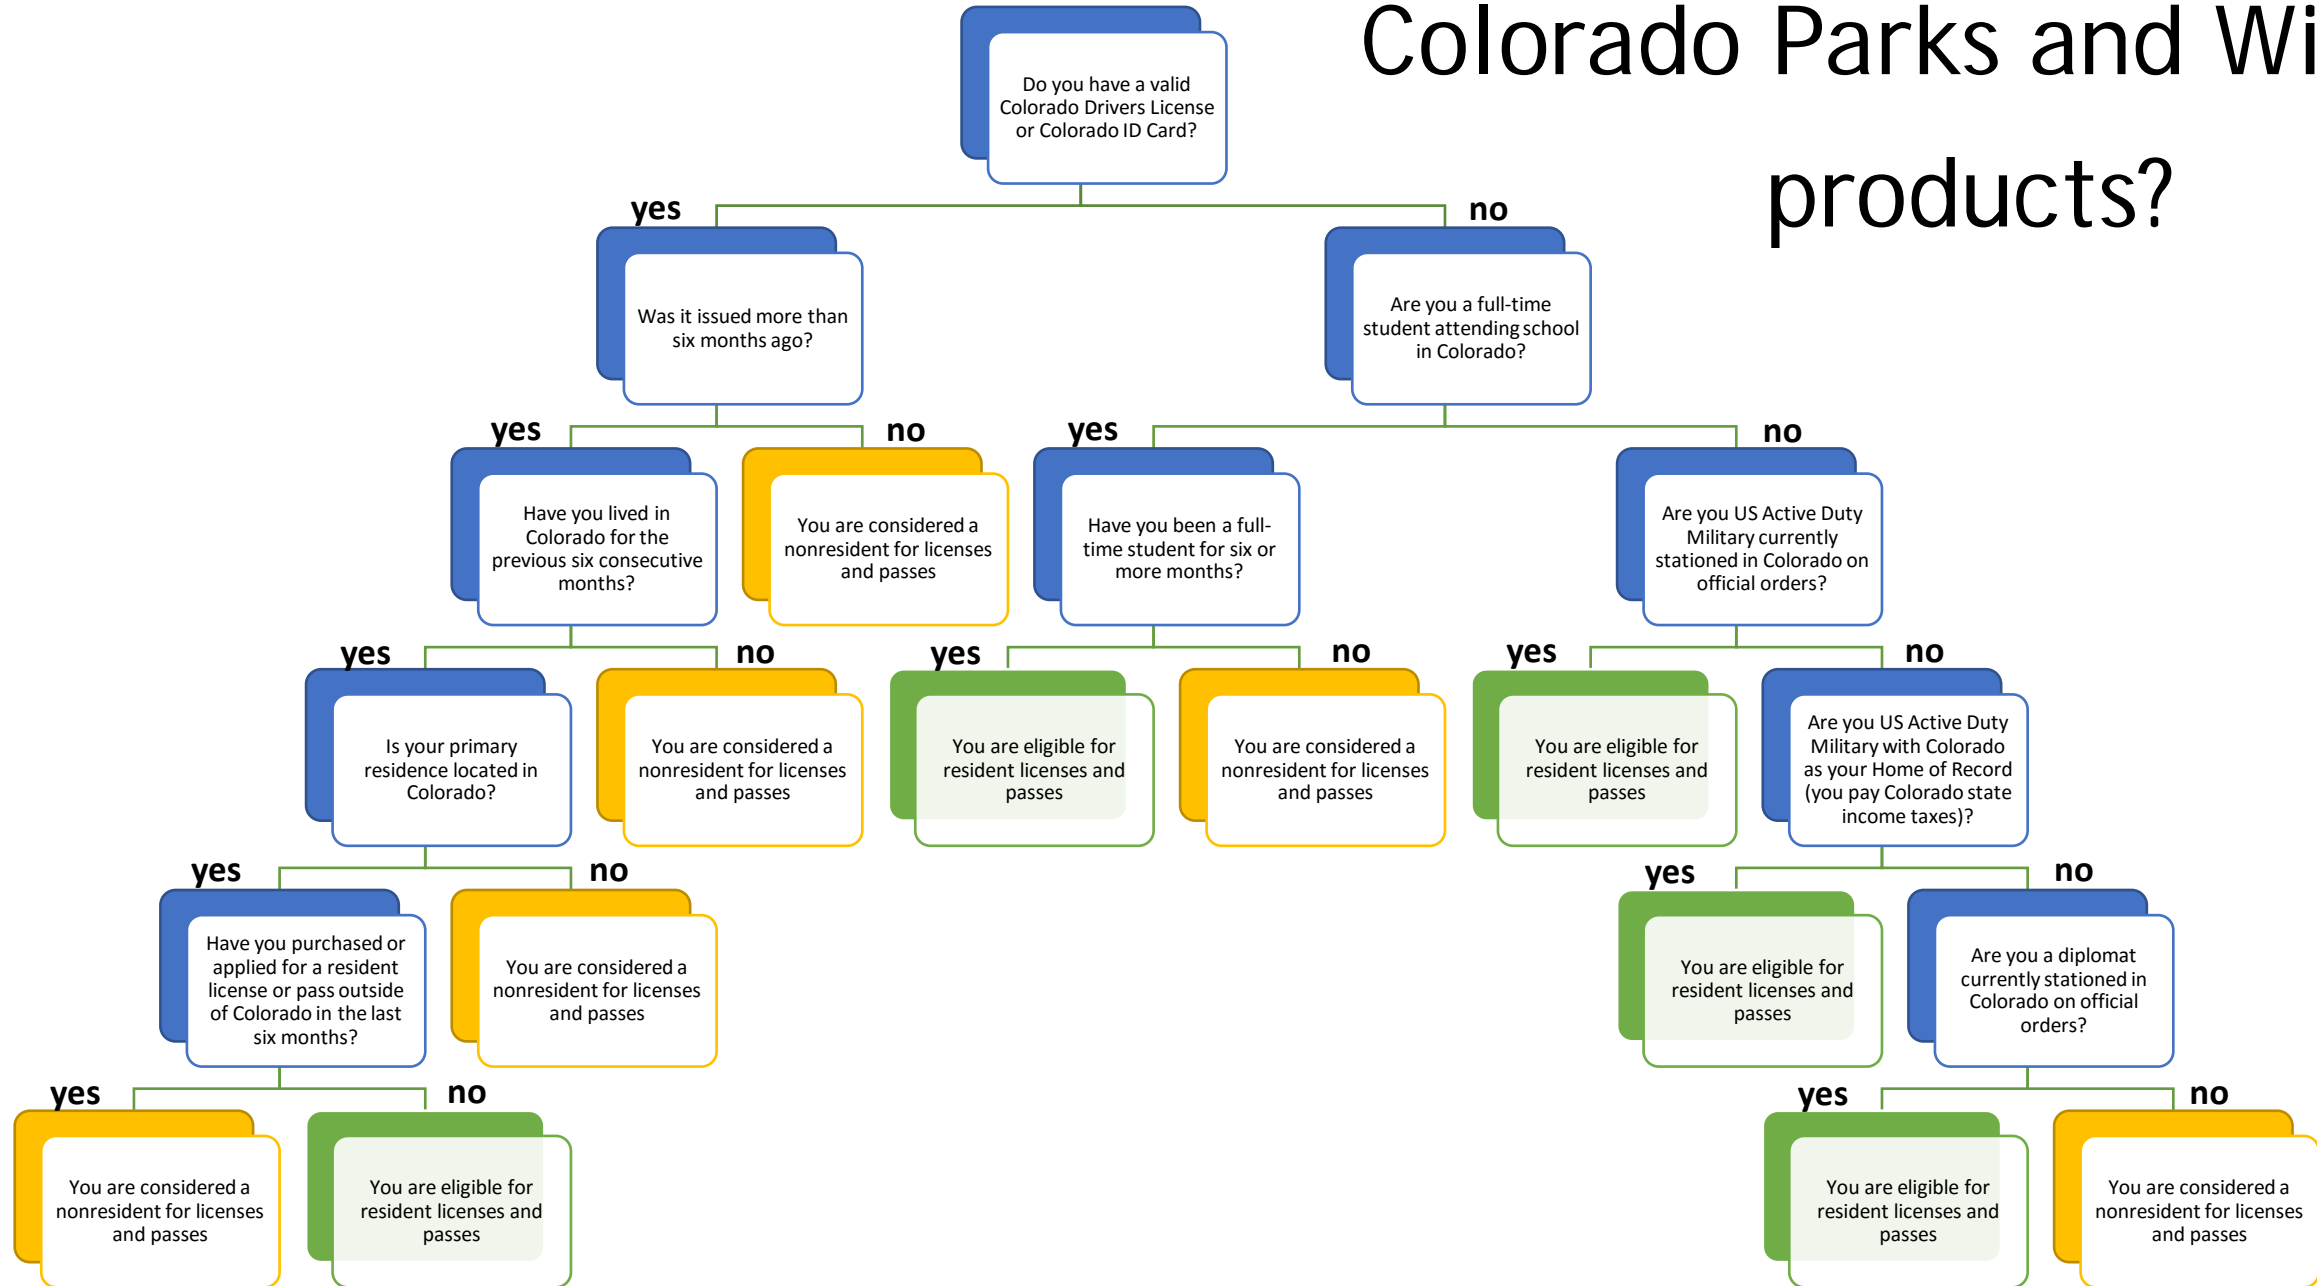 Colorado Parks and Wi
products?
Do you have a valid
Colorado Drivers License
or Colorado ID Card?
yes
no
Was it issued more than
six months ago?
Are you a full-time
student attending school
in Colorado?
yes
no
yes
no
Have you lived in
Colorado for the
previous six consecutive
months?
You are considered a
nonresident for licenses
and passes
Have you been a full-
time student for six or
more months?
Are you US Active Duty
Military currently
stationed in Colorado on
official orders?
yes
no
yes
no
yes
no
Is your primary
residence located in
Colorado?
You are considered a
nonresident for licenses
and passes
You are eligible for
resident licenses and
passes
You are considered a
nonresident for licenses
and passes
You are eligible for
resident licenses and
passes
Are you US Active Duty
Military with Colorado
as your Home of Record
(you pay Colorado state
income taxes)?
yes
no
yes
no
Have you purchased or
applied for a resident
license or pass outside
of Colorado in the last
six months?
You are considered a
nonresident for licenses
and passes
You are eligible for
resident licenses and
passes
Are you a diplomat
currently stationed in
Colorado on official
orders?
yes
no
yes
no
You are considered a
nonresident for licenses
and passes
You are eligible for
resident licenses and
passes
You are eligible for
resident licenses and
passes
You are considered a
nonresident for licenses
and passes